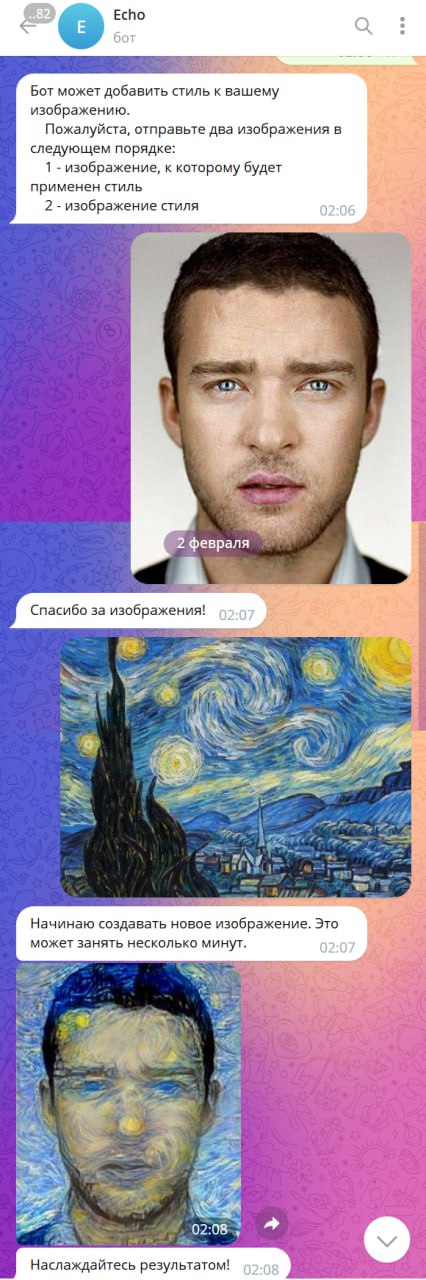 ..82
E
Echo
бот
Бот может добавить стиль к вашему
изображению.
Пожалуйста, отправьте два изображения в
следующем порядке:
1 - изображение, к которому будет
применен стиль
2 - изображение стиля
02:06
2 февраля
Спасибо за изображения!
02:07
Начинаю создавать новое изображение. Это
может занять несколько минут.
02:07
02:08
Наслаждайтесь результатом!
02:08